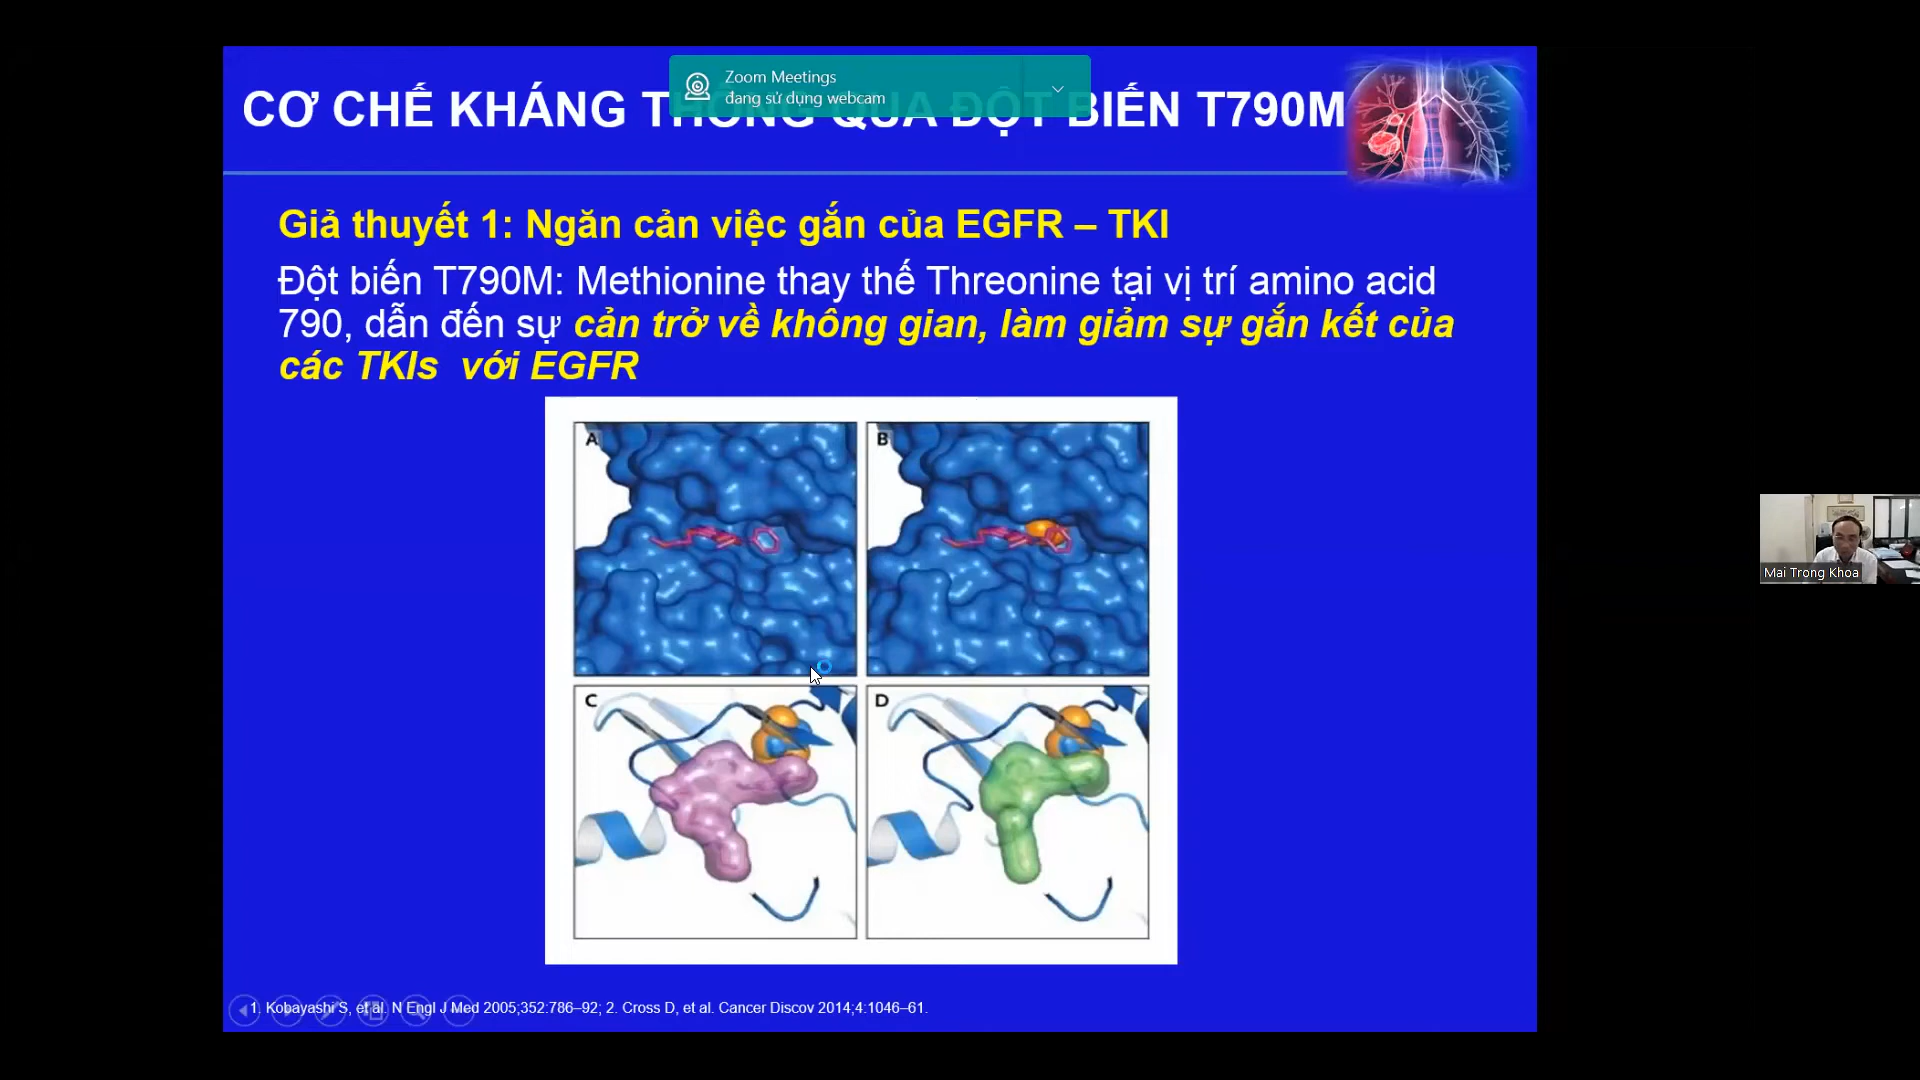 Zoom Meetings
đang sử dụng webcam
CƠ CHẾ KHÁNG THÔNG QUA ĐỘT BIẾN T790M
Giả thuyết 1: Ngăn cản việc gắn của EGFR – TKI
Đột biến T790M: Methionine thay thế Threonine tại vị trí amino acid
790, dẫn đến sự cản trở về không gian, làm giảm sự gắn kết của
các TKIs với EGFR
A
B
C
D
Mai Trong Khoa
1. Kobayashi S, et al. N Engl J Med 2005;352:786–92; 2. Cross D, et al. Cancer Discov 2014;4:1046–61.